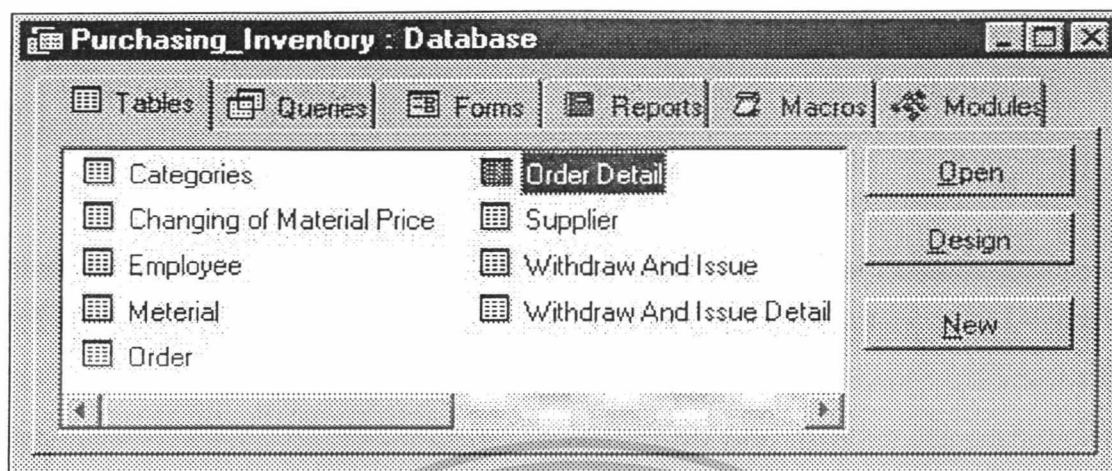 Purchasing_Inventory : Database
Tables Queries Forms Reports Macros Modules
Categories
Changing of Material Price
Employee
Meterial
Order
Order Detail
Supplier
Withdraw And Issue
Withdraw And Issue Detail
Open
Design
New